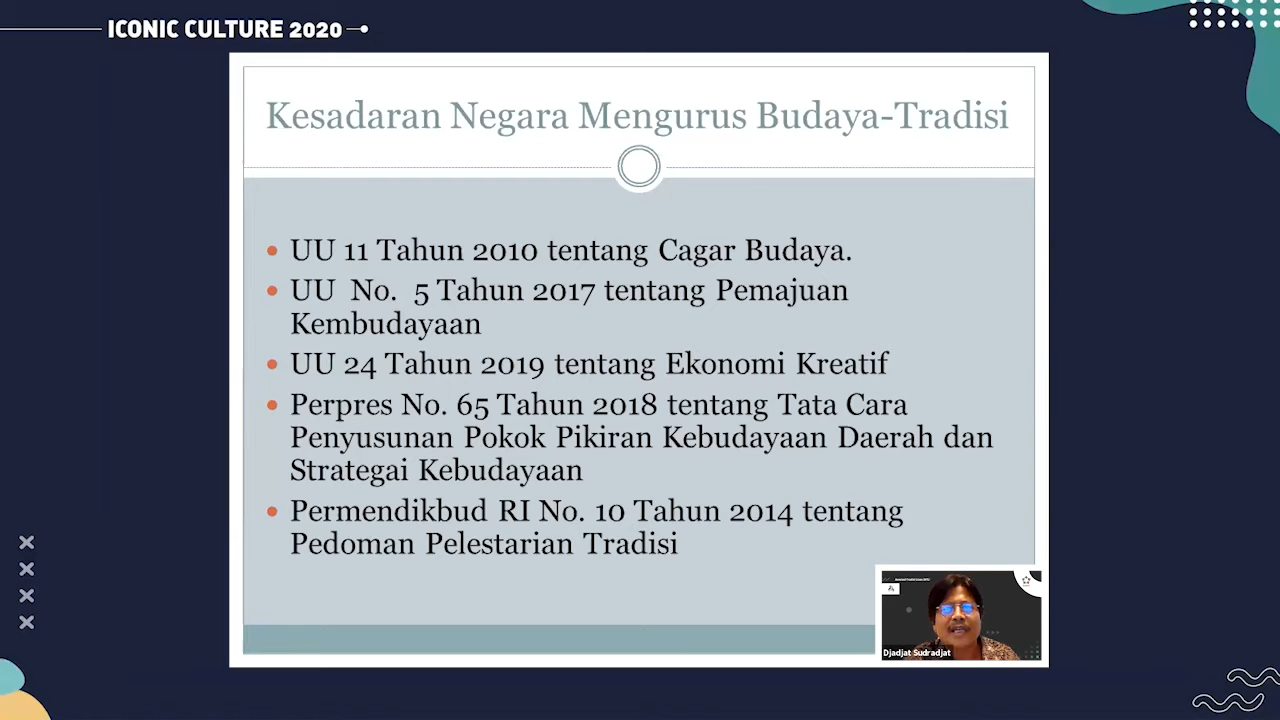 ICONIC CULTURE 2020
Kesadaran Negara Mengurus Budaya-Tradisi
UU 11 Tahun 2010 tentang Cagar Budaya.
UU No. 5 Tahun 2017 tentang Pemajuan
Kembudayaan
UU 24 Tahun 2019 tentang Ekonomi Kreatif
Perpres No. 65 Tahun 2018 tentang Tata Cara
Penyusunan Pokok Pikiran Kebudayaan Daerah dan
Strategai Kebudayaan
Permendikbud RI No. 10 Tahun 2014 tentang
Pedoman Pelestarian Tradisi
Djadjat Sudradjat